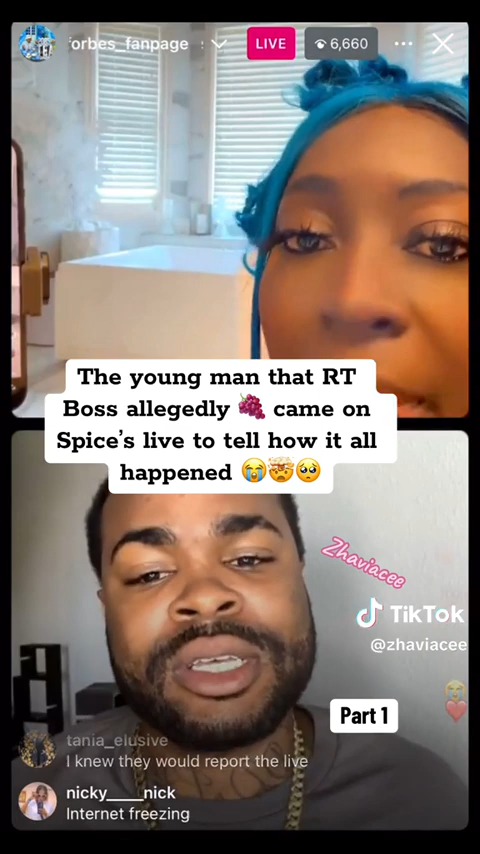 forbes_fanpage
LIVE
6,660
The young man that RT
Boss allegedly 🍇 came on
Spice's live to tell how it all
happened 😭🤯🥺
Zhaviacee
TikTok
@zhaviacee
Part 1
tania_elusive
I knew they would report the live
nicky____nick
Internet freezing